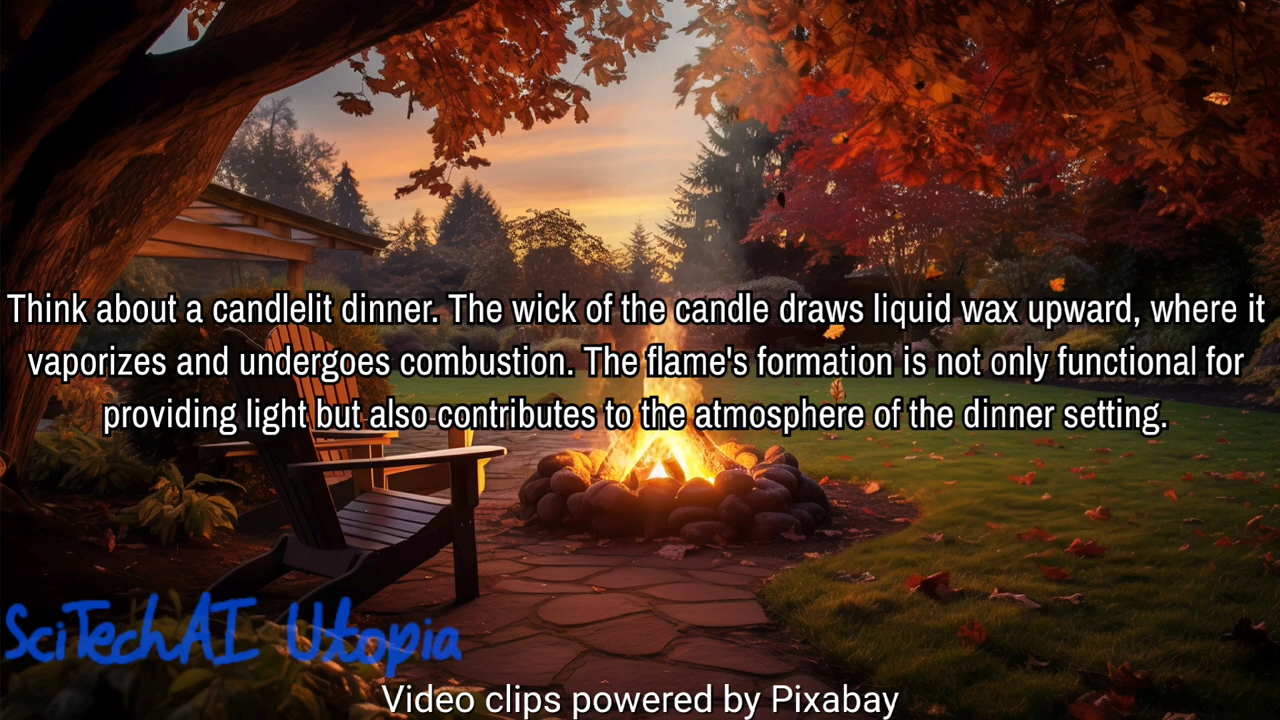 Think about a candlelit dinner. The wick of the candle draws liquid wax upward, where it
vaporizes and undergoes combustion. The flame's formation is not only functional for
providing light but also contributes to the atmosphere of the dinner setting.
SciTechAI Utopia
Video clips powered by Pixabay